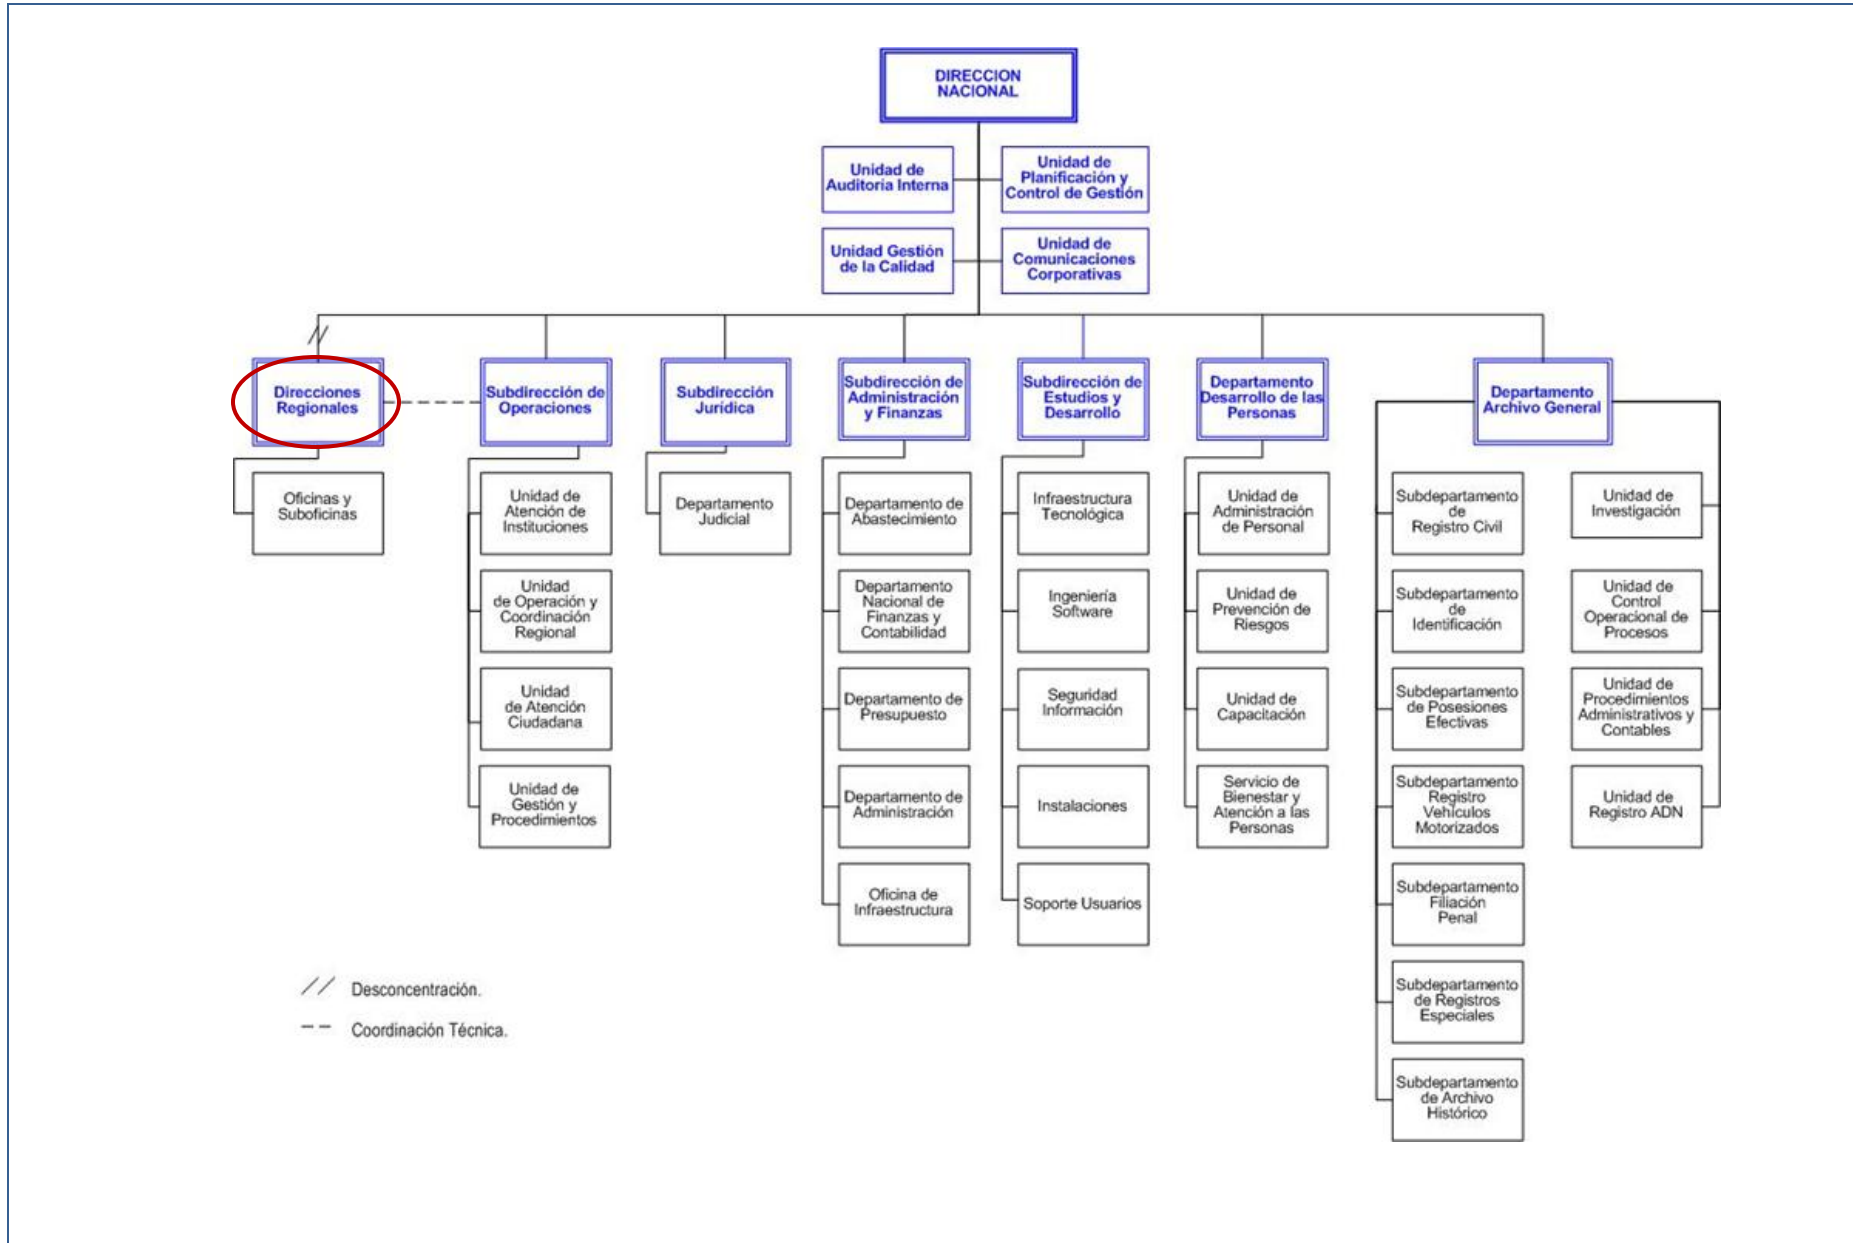 DIRECCION
NACIONAL
Unidad de
Auditoria Interna
Unidad de
Planificación y
Control de Gestión
Unidad Gestión
de la Calidad
Unidad de
Comunicaciones
Corporativas
Direcciones
Regionales
Subdirección de
Operaciones
Subdirección
Jurídica
Subdirección de
Administración
y Finanzas
Subdirección de
Estudios y
Desarrollo
Departamento
Desarrollo de las
Personas
Departamento
Archivo General
Oficinas y
Suboficinas
Unidad de
Atención de
Instituciones
Unidad
de Operación y
Coordinación
Regional
Unidad
de Atención
Ciudadana
Unidad de
Gestión y
Procedimientos
Departamento
Judicial
Departamento de
Abastecimiento
Departamento
Nacional de
Finanzas y
Contabilidad
Departamento de
Presupuesto
Departamento de
Administración
Oficina de
Infraestructura
Infraestructura
Tecnológica
Ingeniería
Software
Seguridad
Información
Instalaciones
Soporte Usuarios
Unidad de
Administración
de Personal
Unidad de
Prevención de
Riesgos
Unidad de
Capacitación
Servicio de
Bienestar y
Atención a las
Personas
Subdepartamento
de
Registro Civil
Subdepartamento
de
Identificación
Subdepartamento
de Posesiones
Efectivas
Subdepartamento
Registro
Vehículos
Motorizados
Subdepartamento
Filiación
Penal
Subdepartamento
de Registros
Especiales
Subdepartamento
de Archivo
Histórico
Unidad de
Investigación
Unidad de
Control
Operacional de
Procesos
Unidad de
Procedimientos
Administrativos y
Contables
Unidad de
Registro ADN
Desconcentración.
Coordinación Técnica.